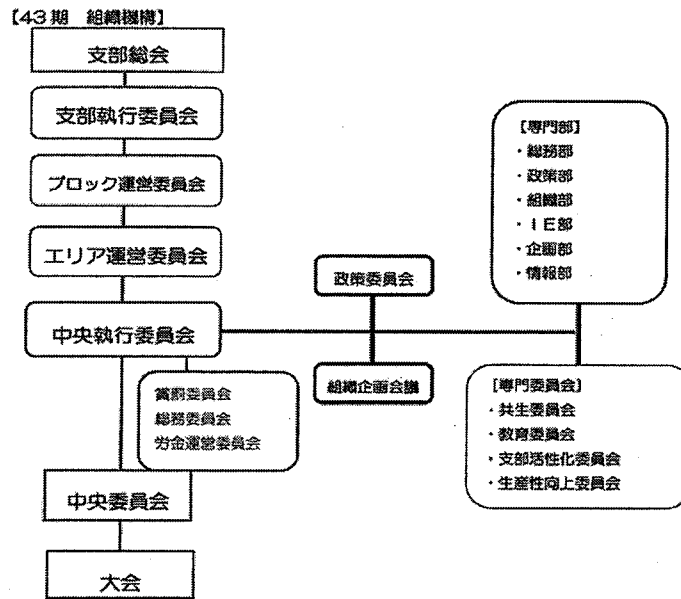 【43期　組織機構】
支部総会
支部執行委員会
ブロック運営委員会
エリア運営委員会
中央執行委員会
賞罰委員会
総務委員会
労金運営委員会
中央委員会
大会
政策委員会
組織企画会議
［専門部］
・総務部
・政策部
・組織部
・ＩＥ部
・企画部
・情報部
［専門委員会］
・共生委員会
・教育委員会
・支部活性化委員会
・生産性向上委員会